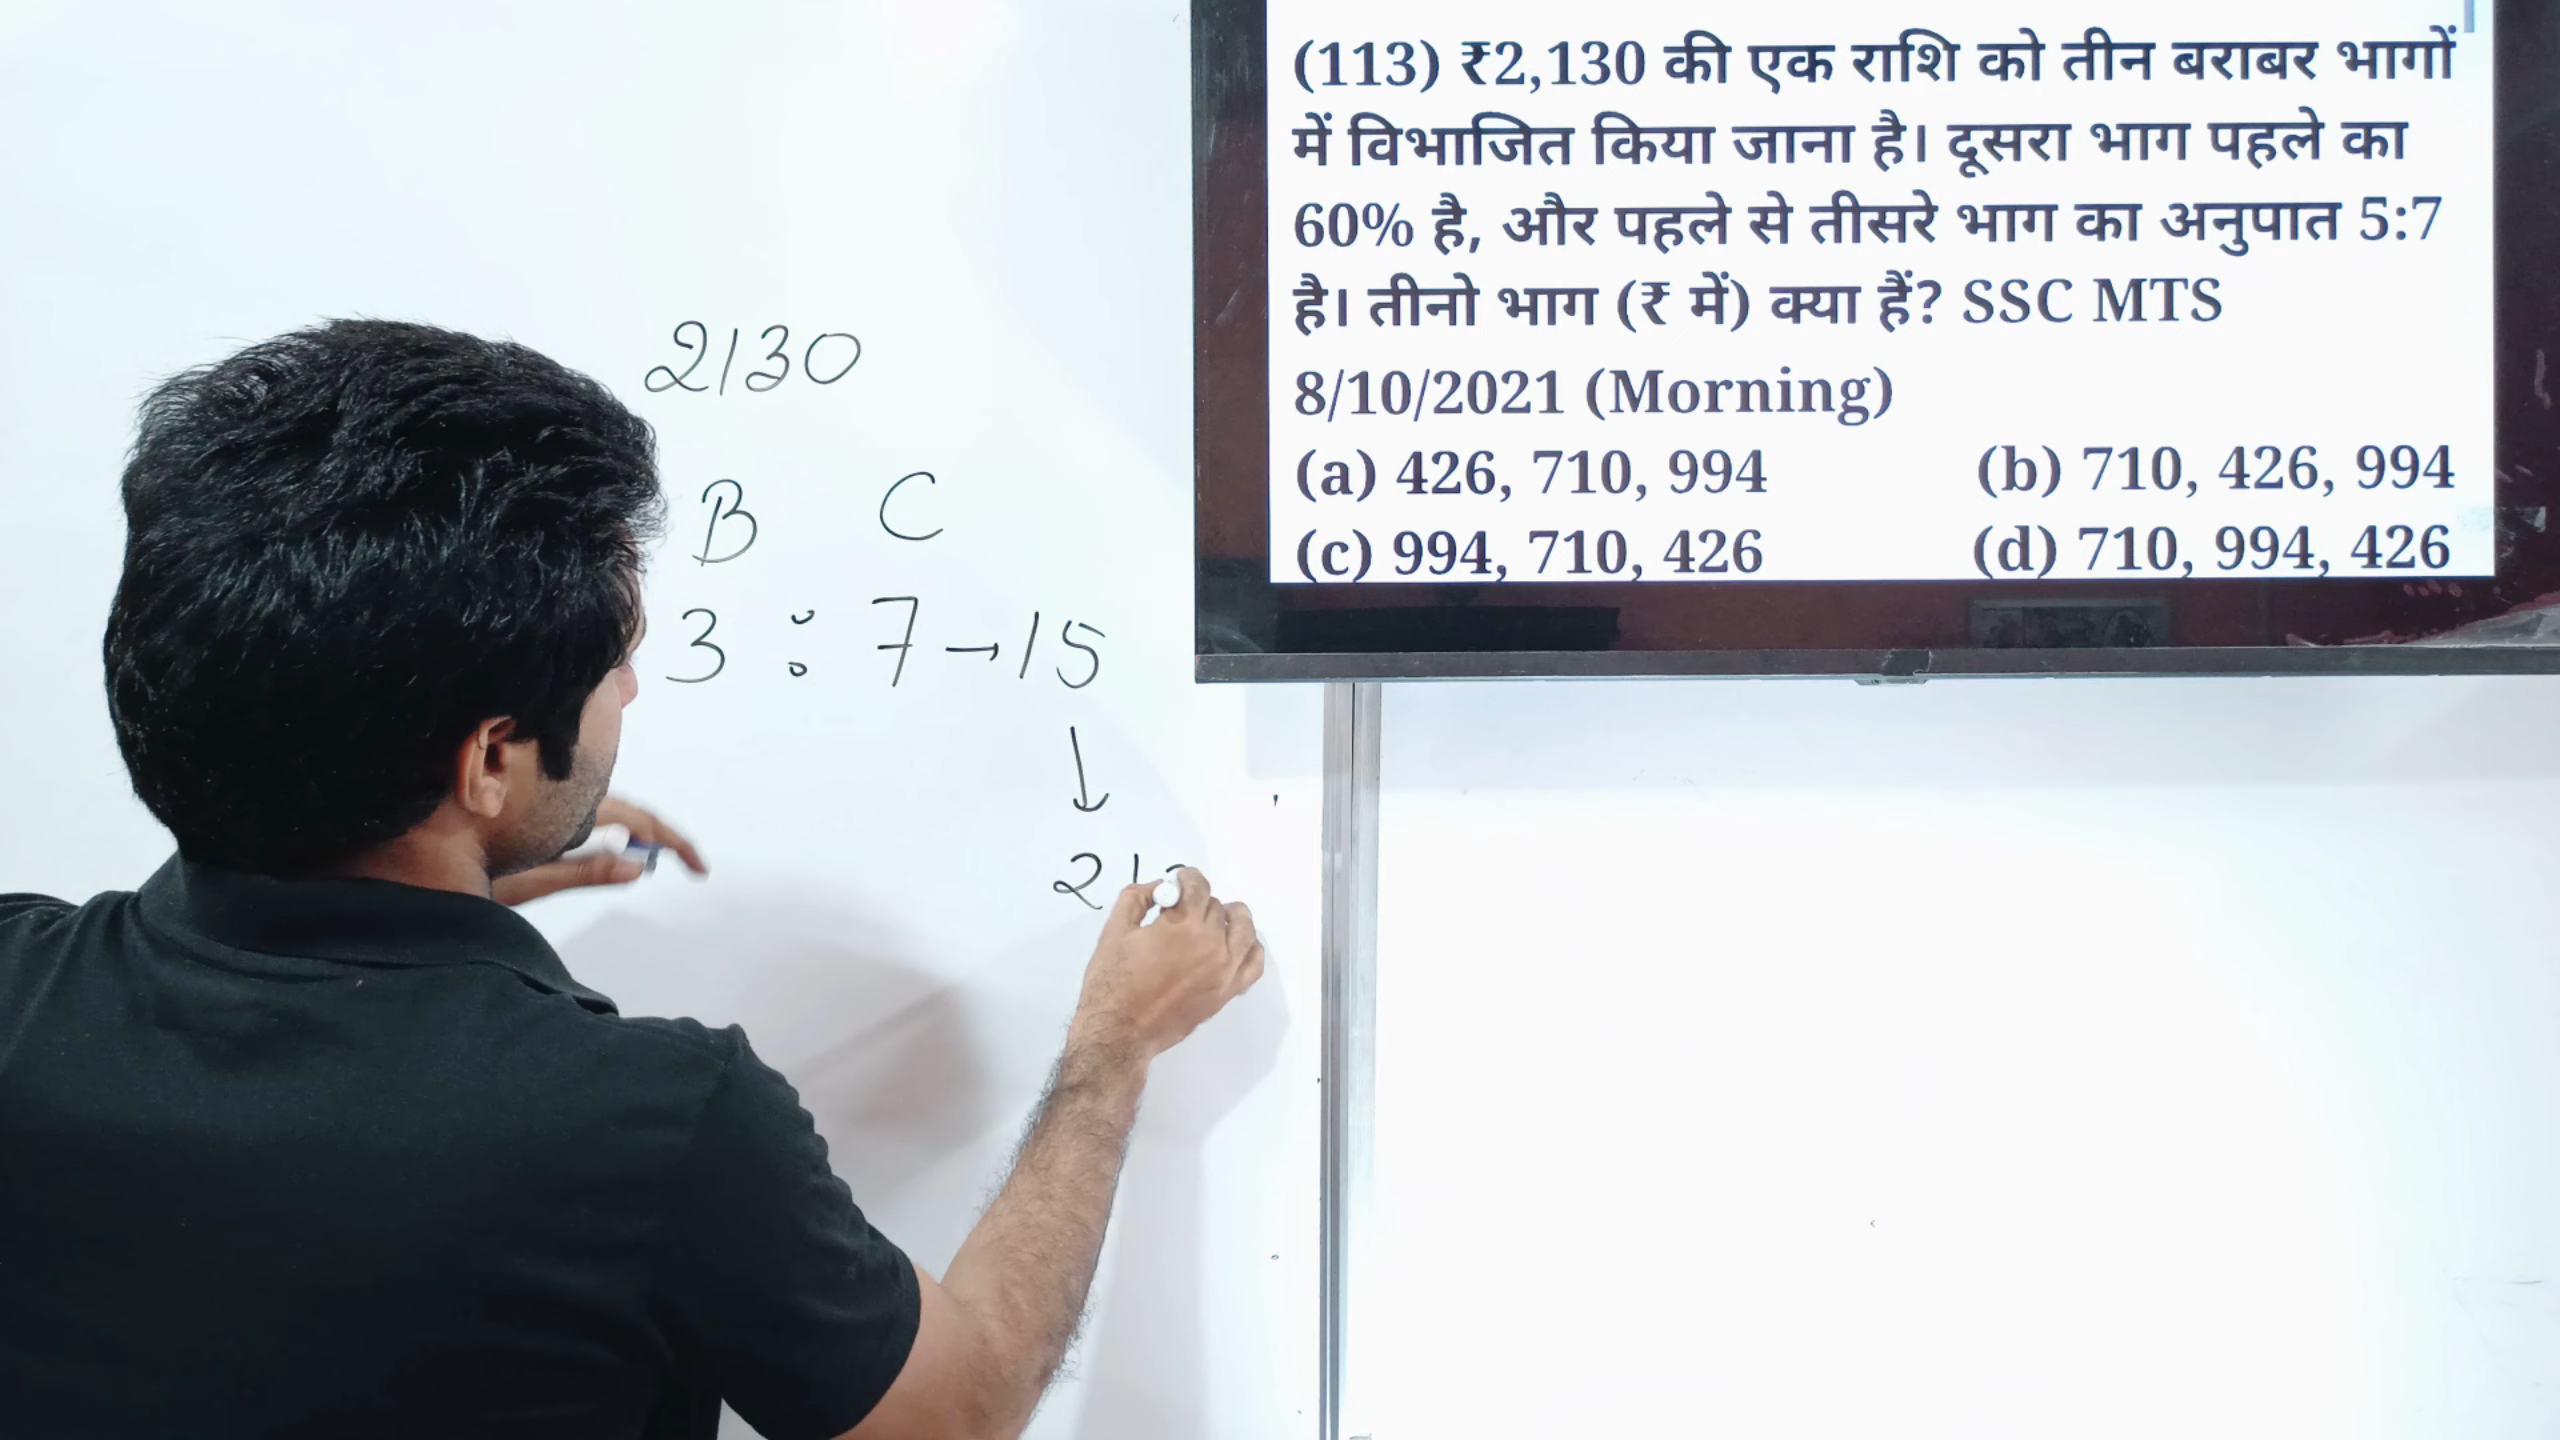 (113) ₹2,130 की एक राशि को तीन बराबर भागों
में विभाजित किया जाना है। दूसरा भाग पहले का
60% है, और पहले से तीसरे भाग का अनुपात 5:7
है। तीनो भाग (₹ में) क्या हैं? SSC MTS
8/10/2021 (Morning)
(a) 426, 710, 994 (b) 710, 426, 994
(c) 994, 710, 426 (d) 710, 994, 426
2130
B C
3 : 7 → 15
↓
21